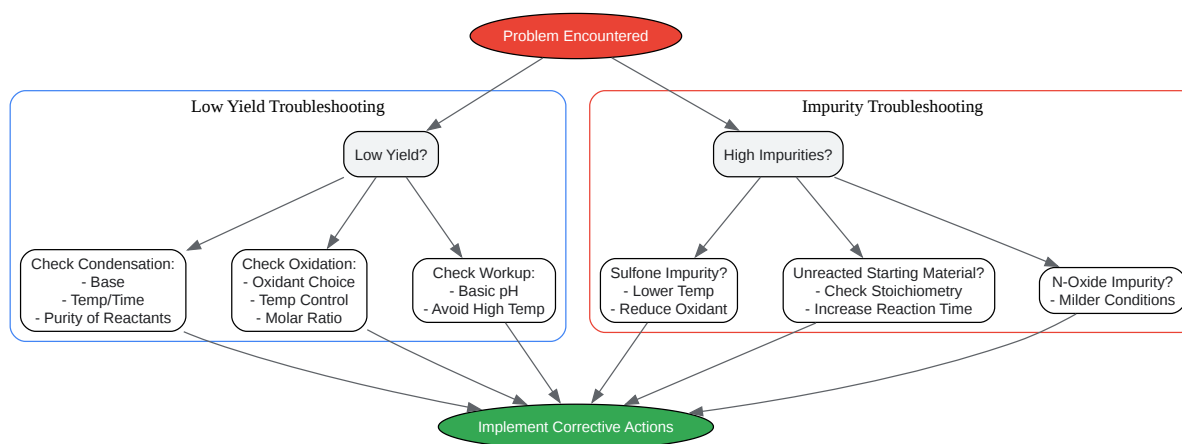 Problem Encountered
Low Yield Troubleshooting
Impurity Troubleshooting
Low Yield?
High Impurities?
Check Condensation:
- Base
- Temp/Time
- Purity of Reactants
Check Oxidation:
- Oxidant Choice
- Temp Control
- Molar Ratio
Check Workup:
- Basic pH
- Avoid High Temp
Sulfone Impurity?
- Lower Temp
- Reduce Oxidant
Unreacted Starting Material?
- Check Stoichiometry
- Increase Reaction Time
N-Oxide Impurity?
- Milder Conditions
Implement Corrective Actions